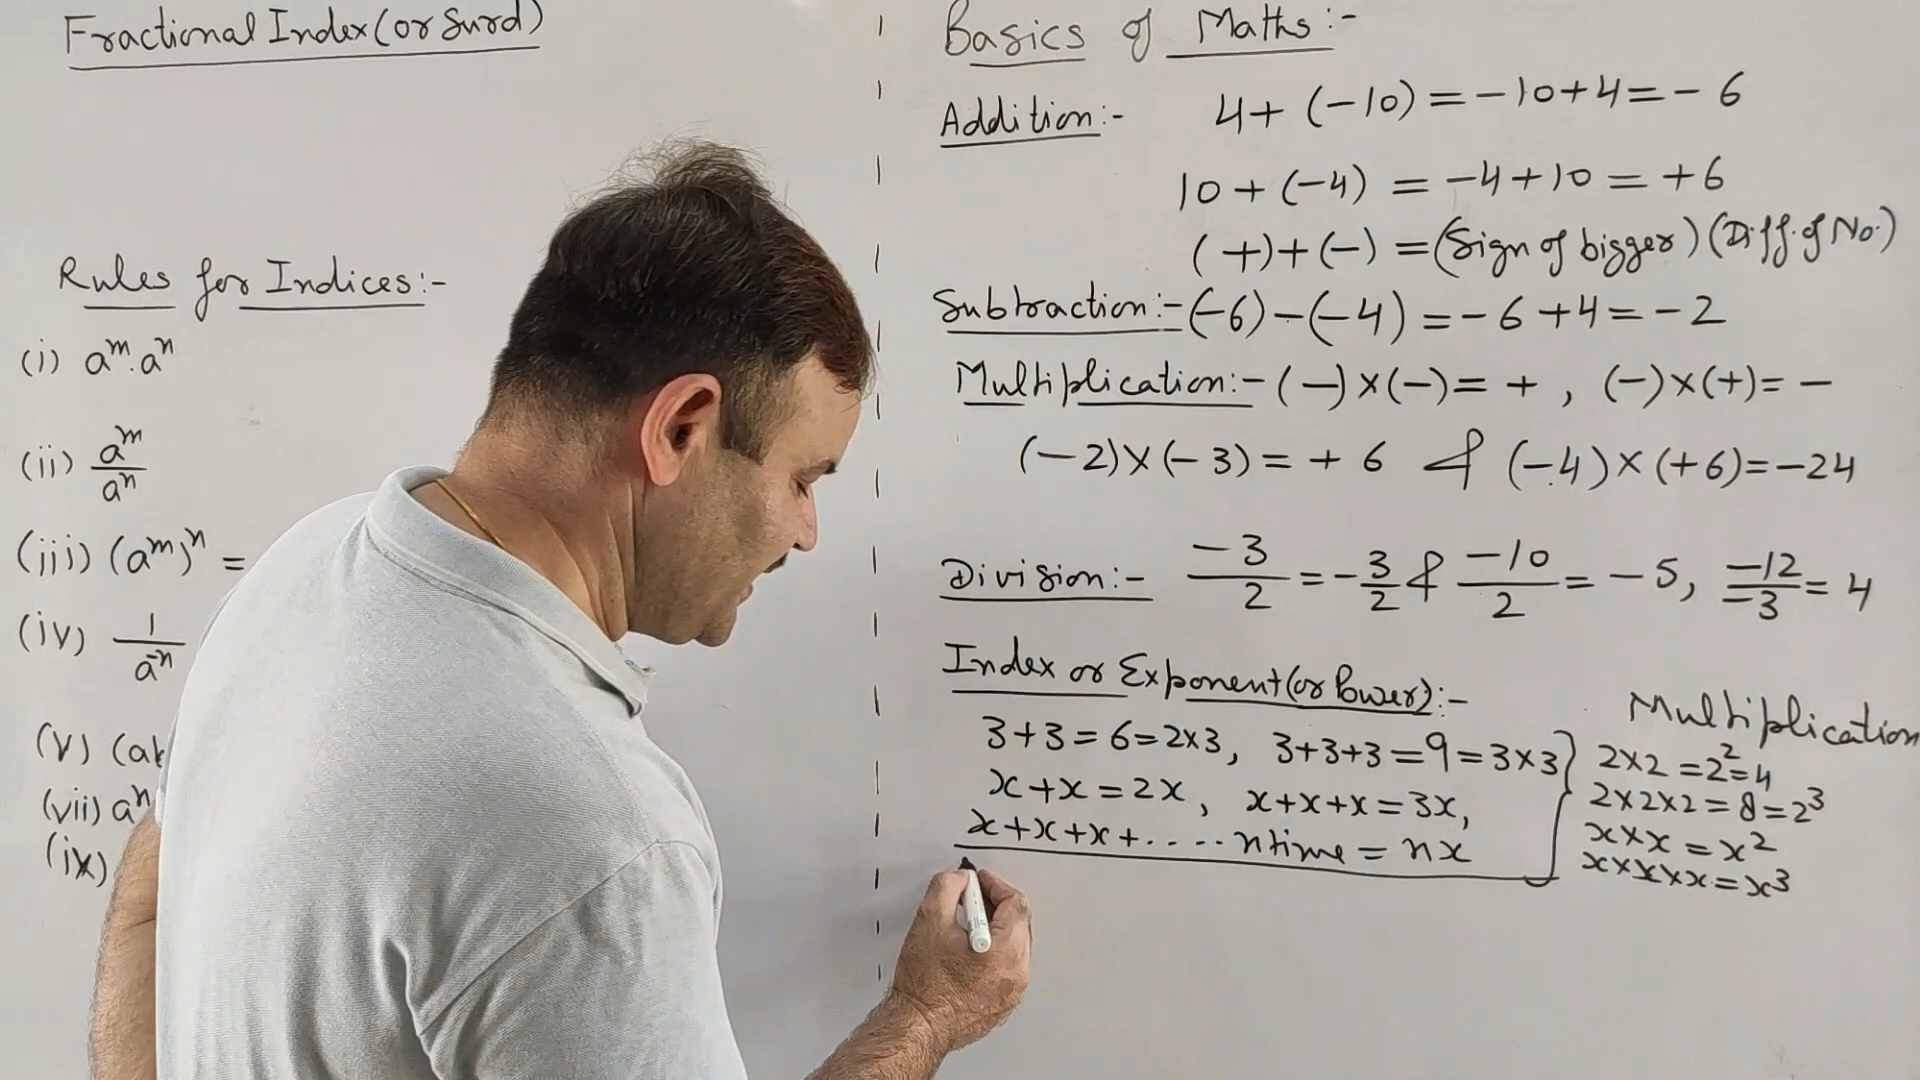 Fractional Index(or Surd)
Rules for Indices:-
(i) a^m.a^n
(ii) a^m/a^n
(iii) (a^m)^n =
(iv) 1/a^-n
(v) (ab
(vii) a^n
(ix)
Basics of Maths:-
Addition:- 4+(-10)=-10+4=-6
10+(-4) = -4+10 = +6
(+)+(-) =(Sign of bigger)(Diff. of No.)
Subtraction:-(-6)-(-4)=-6+4=-2
Multiplication:-(-)×(-)= + , (-)×(+)= -
(-2)×(-3)= + 6 & (-4)×(+6)=-24
Division:- -3/2 = -3/2 & -10/2 = -5, -12/-3 = 4
Index or Exponent(or Power):-
3+3=6=2×3, 3+3+3=9=3×3
x+x=2x, x+x+x=3x,
x+x+x+..... n time = nx
Multiplication
2×2=2^2=4
2×2×2=8=2^3
x×x=x^2
x×x×x=x^3